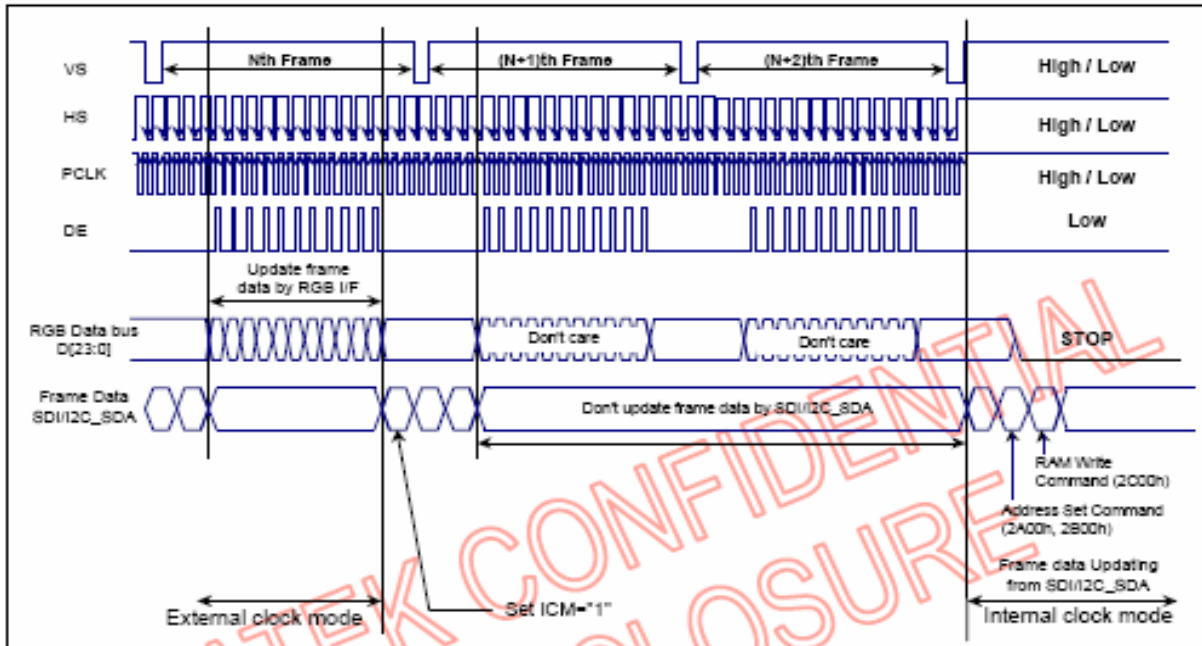 VS
Nth Frame
(N+1)th Frame
(N+2)th Frame
High / Low
HS
High / Low
PCLK
High / Low
DE
Low
Update frame
data by RGB I/F
RGB Data bus
D[23:0]
Don't care
Don't care
STOP
Frame Data
SDI/I2C_SDA
Don't update frame data by SDI/I2C_SDA
RAM Write
Command (2C00h)
Address Set Command
(2A00h, 2B00h)
Frame data Updating
from SDI/I2C_SDA
External clock mode
Set ICM="1"
Internal clock mode
CONFIDENTIAL